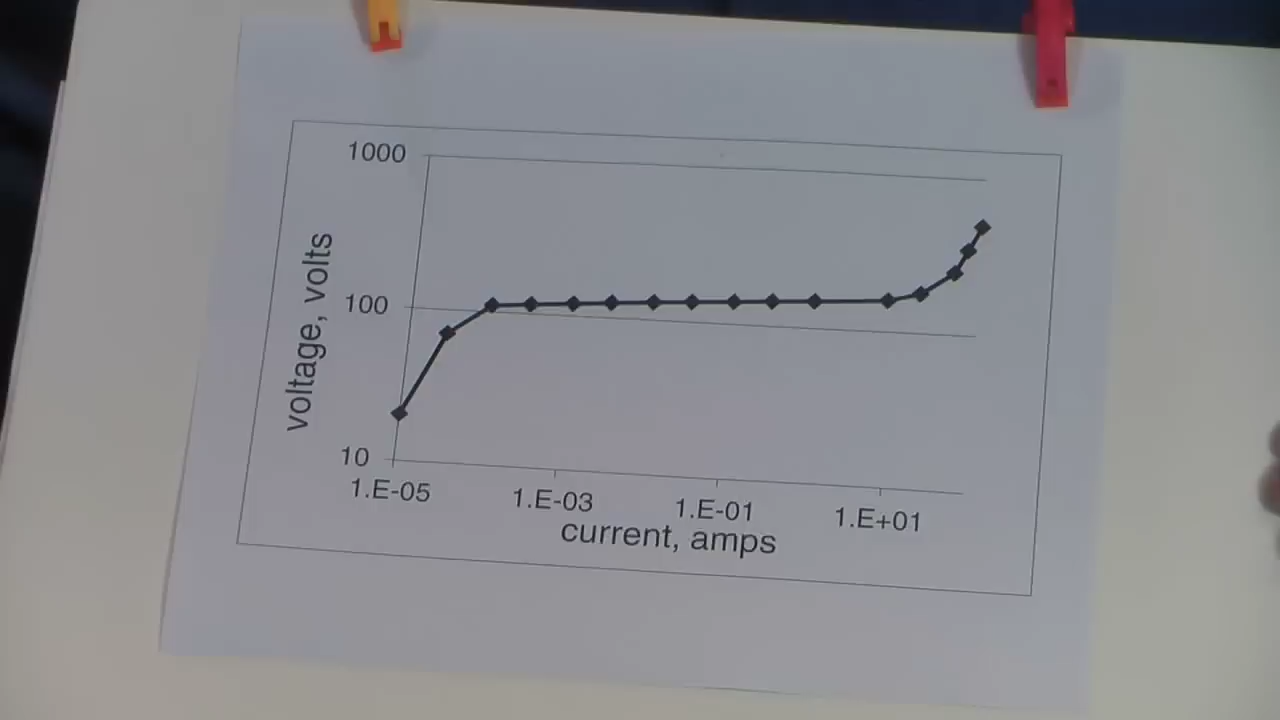 1000
100
10
voltage, volts
1.E-05 1.E-03 1.E-01 1.E+01
current, amps